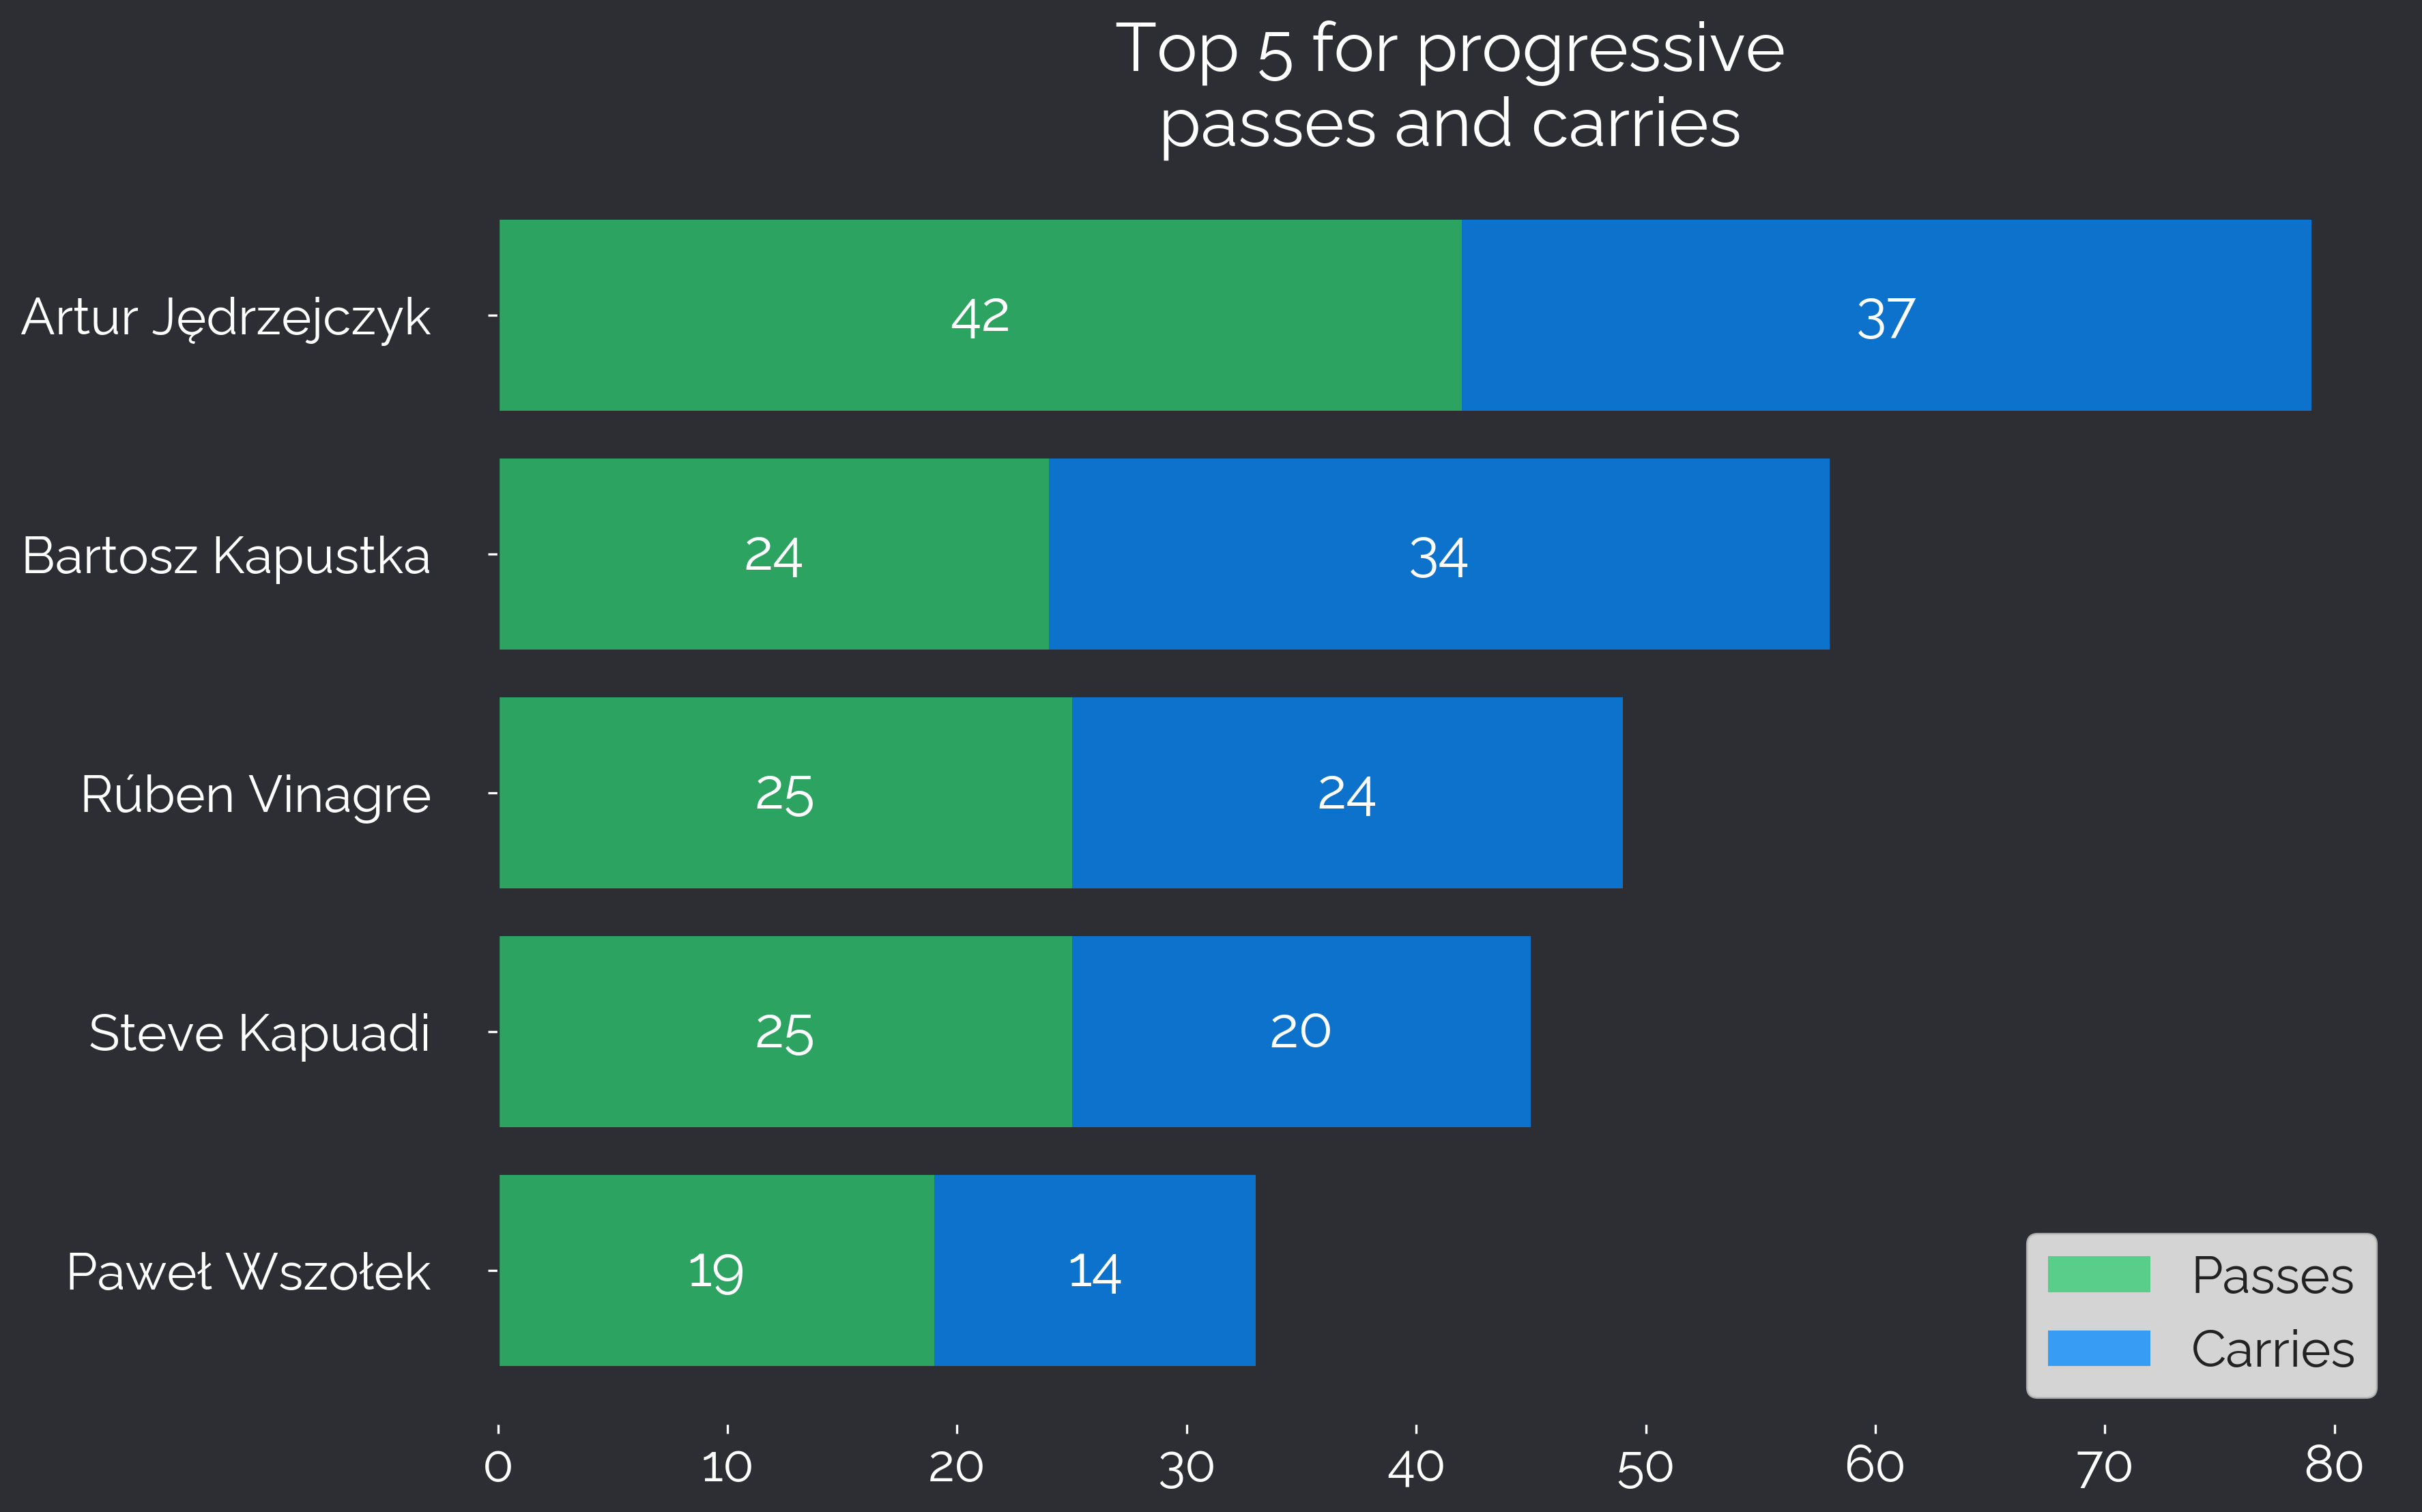 Top 5 for progressive
passes and carries
Artur Jędrzejczyk
42
37
Bartosz Kapustka
24
34
Rúben Vinagre
25
24
Steve Kapuadi
25
20
Paweł Wszołek
19
14
Passes
Carries
0 10 20 30 40 50 60 70 80